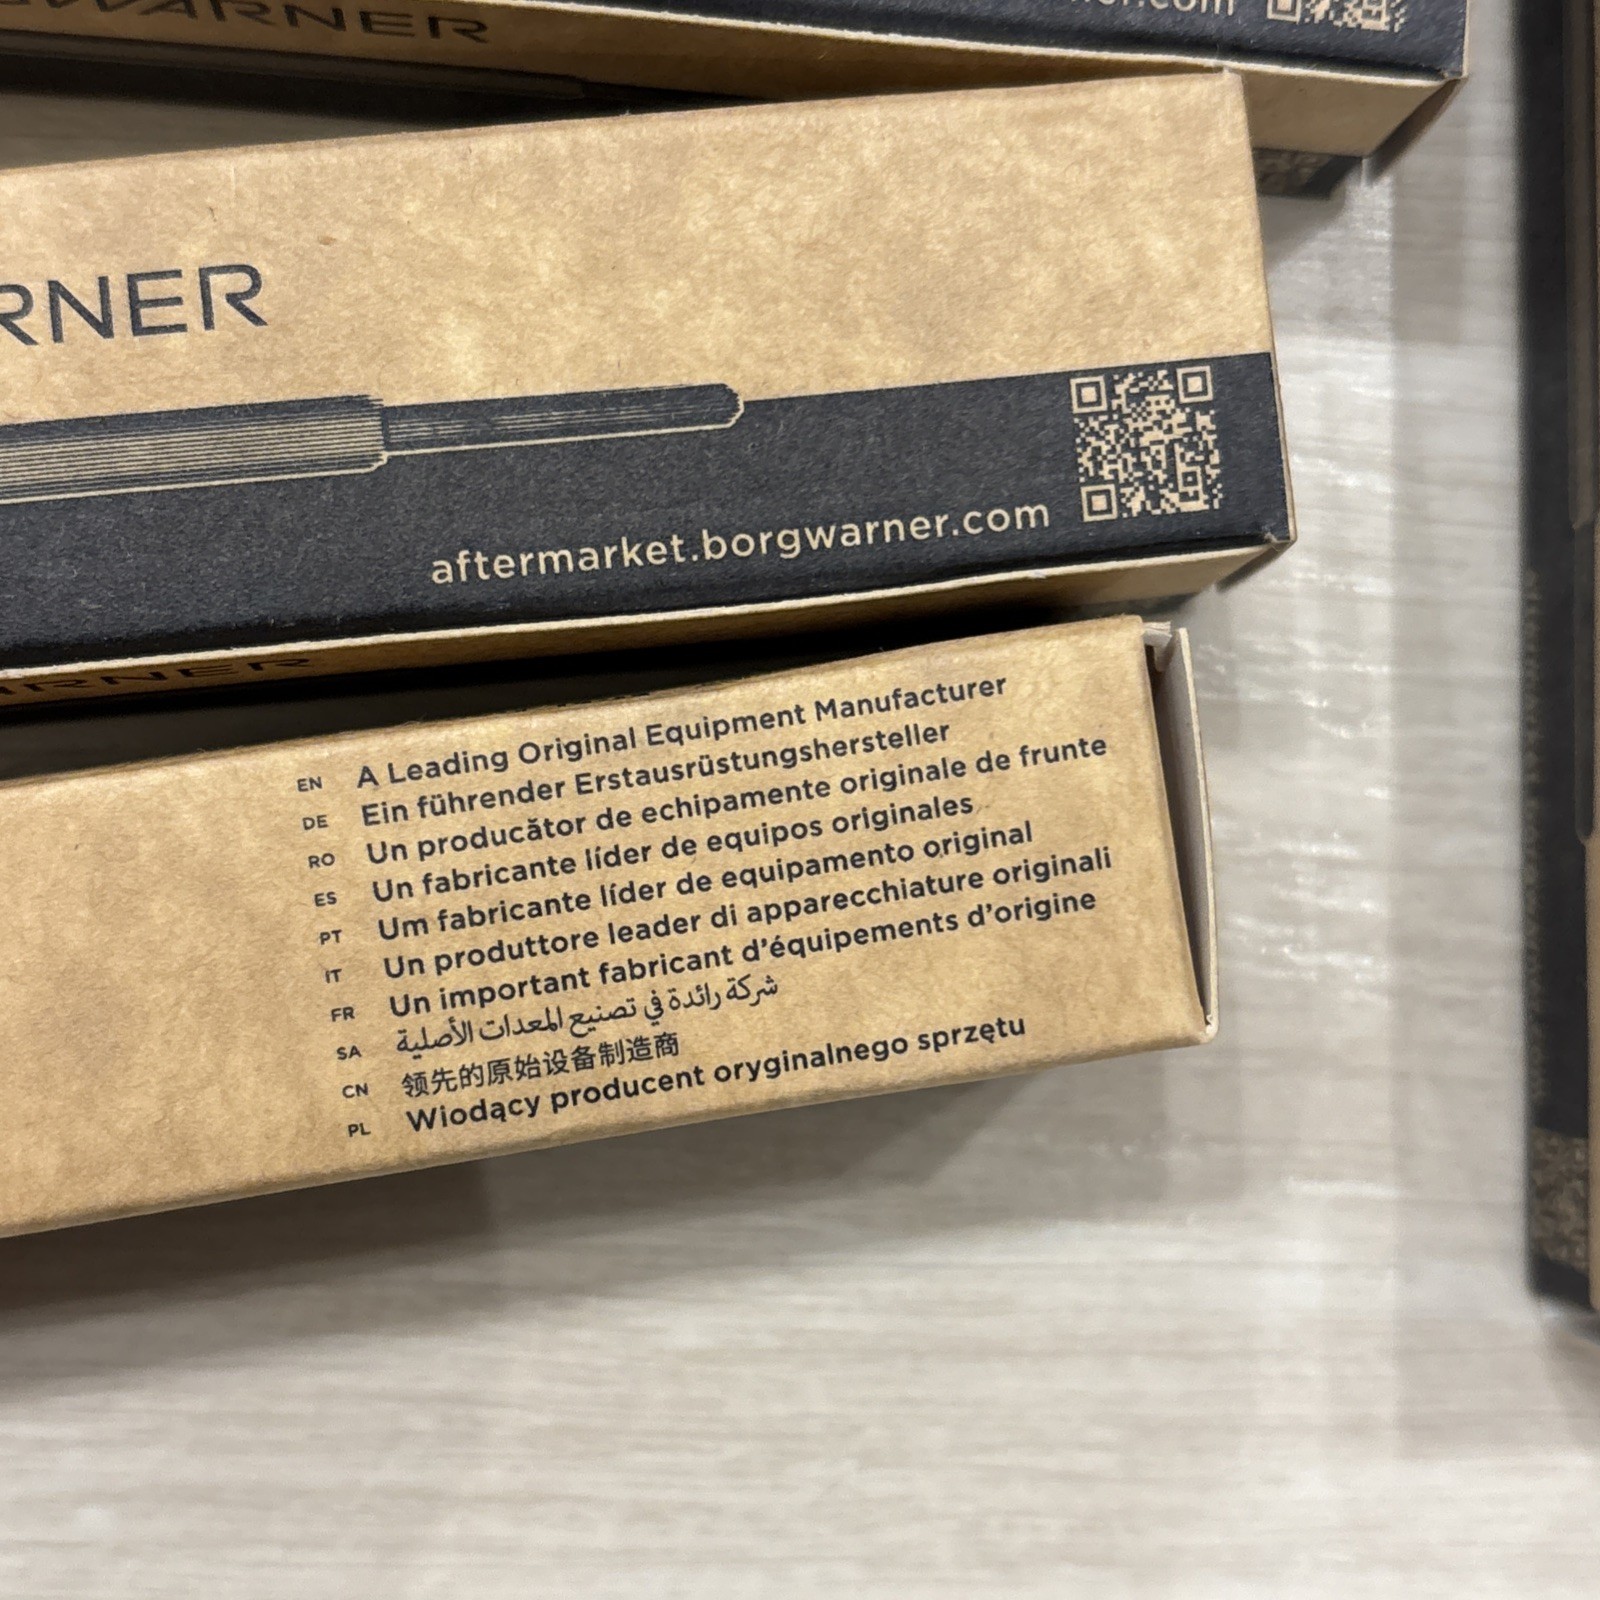 WARNER
.com
RNER
aftermarket.borgwarner.com
ARNER
EN A Leading Original Equipment Manufacturer
DE Ein führender Erstausrüstungshersteller
RO Un producător de echipamente originale de frunte
ES Un fabricante líder de equipos originales
PT Um fabricante líder de equipamento original
IT Un produttore leader di apparecchiature originali
FR Un important fabricant d’équipements d’origine
SA شركة رائدة في تصنيع المعدات الأصلية
CN 领先的原始设备制造商
PL Wiodący producent oryginalnego sprzętu